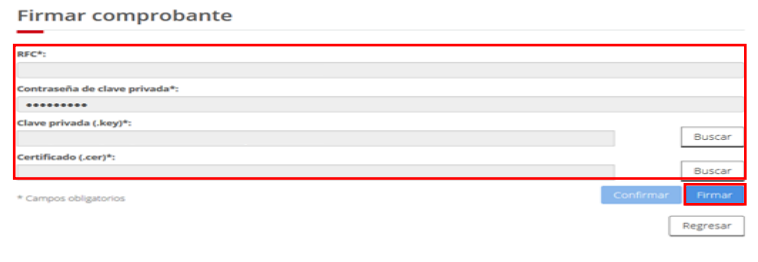 Firmar comprobante
RFC*:
Contraseña de clave privada*:
•••••••••
Clave privada (.key)*:
Buscar
Certificado (.cer)*:
Buscar
* Campos obligatorios
Confirmar
Firmar
Regresar